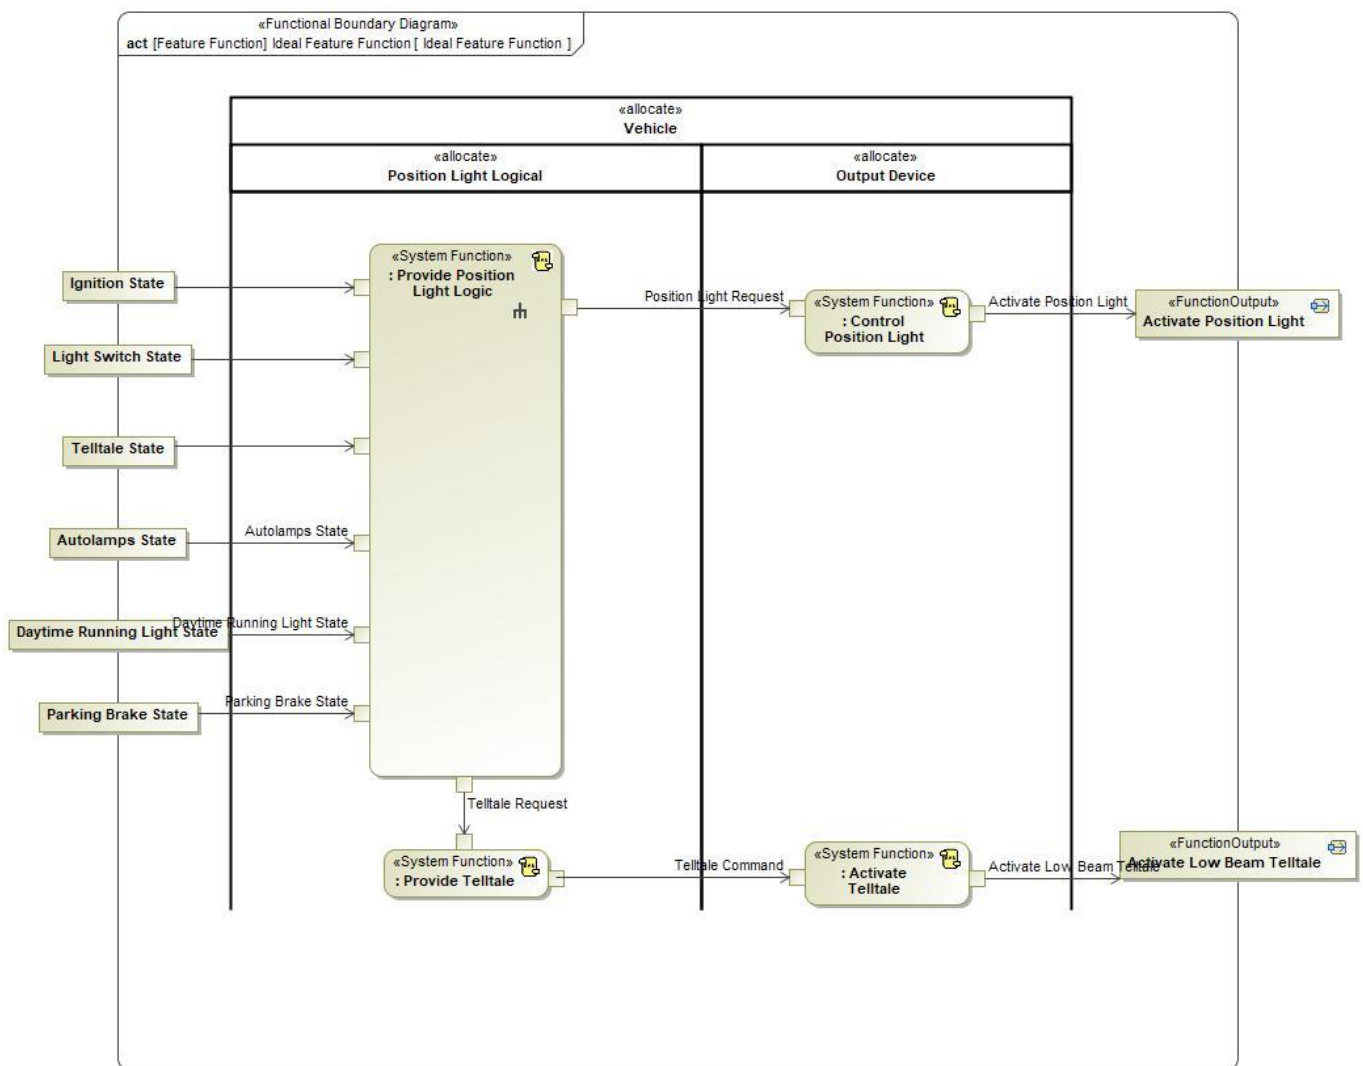 «Functional Boundary Diagram»
act [Feature Function] Ideal Feature Function [ Ideal Feature Function ]
«allocate»
Vehicle
«allocate»
Position Light Logical
«allocate»
Output Device
Ignition State
Light Switch State
Telltale State
Autolamps State
Autolamps State
Daytime Running Light State
Daytime Running Light State
Parking Brake State
Parking Brake State
«System Function»
: Provide Position
Light Logic
Position Light Request
«System Function»
: Control
Position Light
Activate Position Light
«FunctionOutput»
Activate Position Light
Telltale Request
«System Function»
: Provide Telltale
Telltale Command
«System Function»
: Activate
Telltale
Activate Low Beam Telltale
«FunctionOutput»
Activate Low Beam Telltale